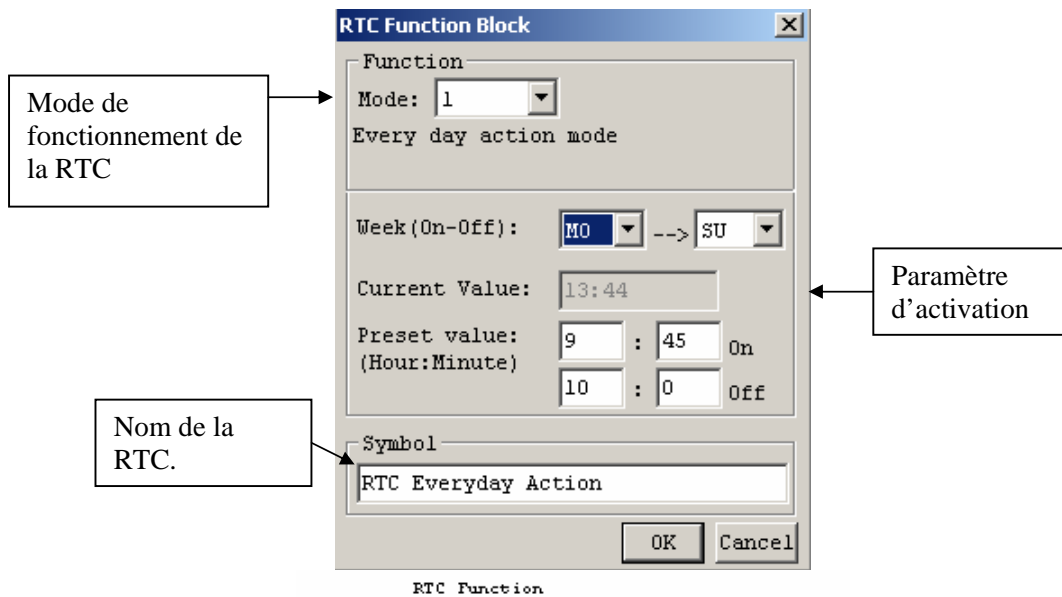 RTC Function Block
Function
Mode: 1
Every day action mode
Mode de
fonctionnement de
la RTC
Week(On-Off): MO --> SU
Current Value: 13:44
Preset value: 9 : 45 On
(Hour:Minute)
10 : 0 Off
Paramètre
d’activation
Nom de la
RTC.
Symbol
RTC Everyday Action
OK Cancel
RTC Function